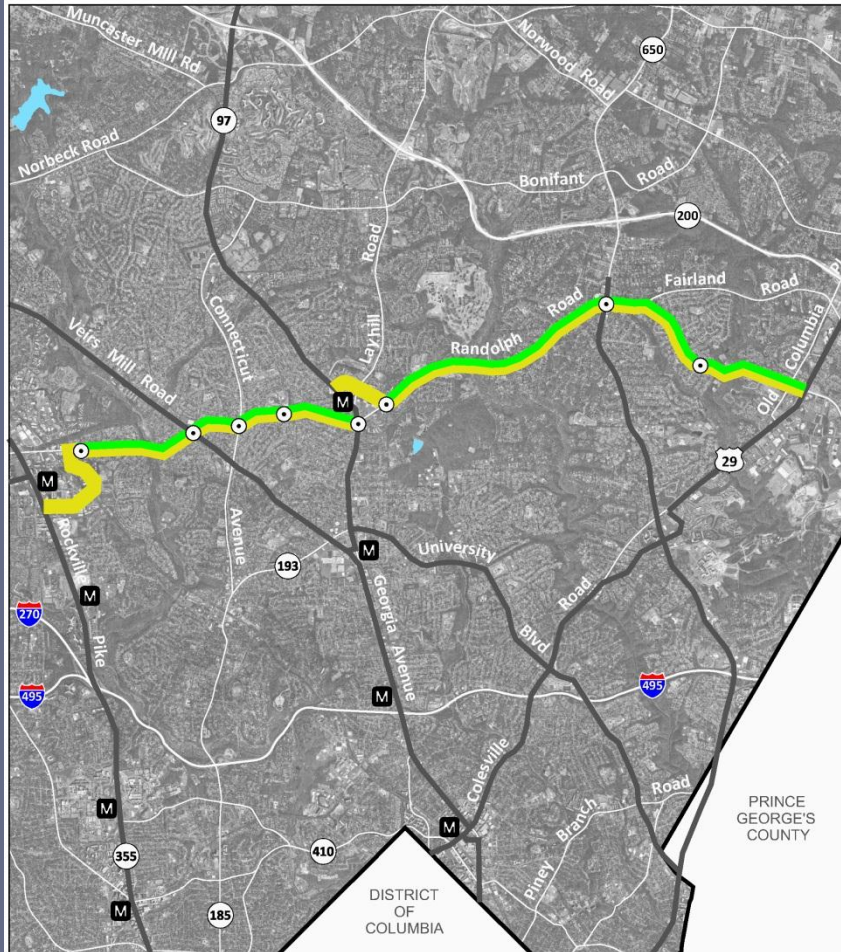 Muncaster Mill Rd
Norwood Road
650
97
Norbeck Road
Bonifant Road
200
Layhill Road
Connecticut Avenue
Fairland Road
Randolph Road
Veirs Mill Road
Old Columbia
M
29
M
Rockville Pike
193
M
University Blvd
M
Georgia Avenue
270
495
M
495
Colesville Road
M
M
Piney Branch Road
PRINCE
GEORGE'S
COUNTY
355
410
DISTRICT
OF
COLUMBIA
M
185